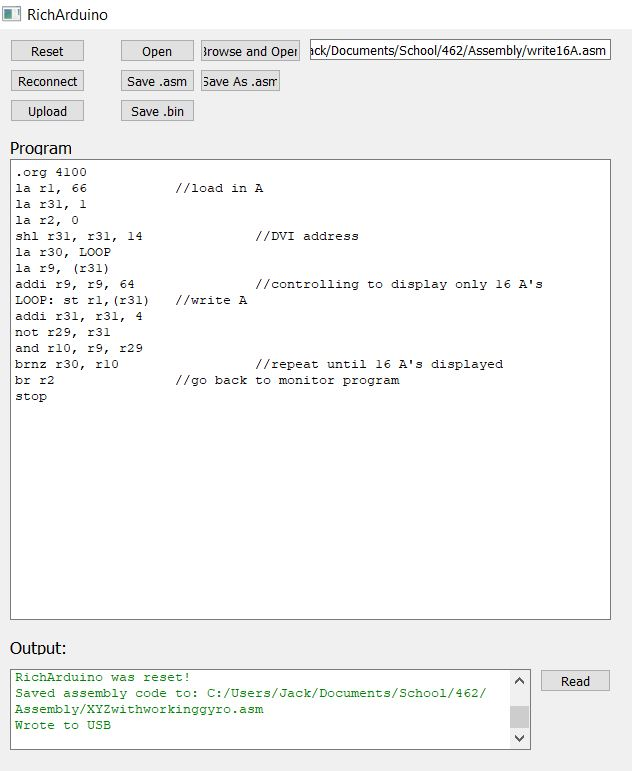 RichArduino
Reset Open Browse and Open ack/Documents/School/462/Assembly/write16A.asm
Reconnect Save .asm Save As .asm
Upload Save .bin
Program
.org 4100
la r1, 66 //load in A
la r31, 1
la r2, 0
shl r31, r31, 14 //DVI address
la r30, LOOP
la r9, (r31)
addi r9, r9, 64 //controlling to display only 16 A's
LOOP: st r1,(r31) //write A
addi r31, r31, 4
not r29, r31
and r10, r9, r29
brnz r30, r10 //repeat until 16 A's displayed
br r2 //go back to monitor program
stop
Output:
RichArduino was reset!
Saved assembly code to: C:/Users/Jack/Documents/School/462/
Assembly/XYZwithworkinggyro.asm
Wrote to USB
Read